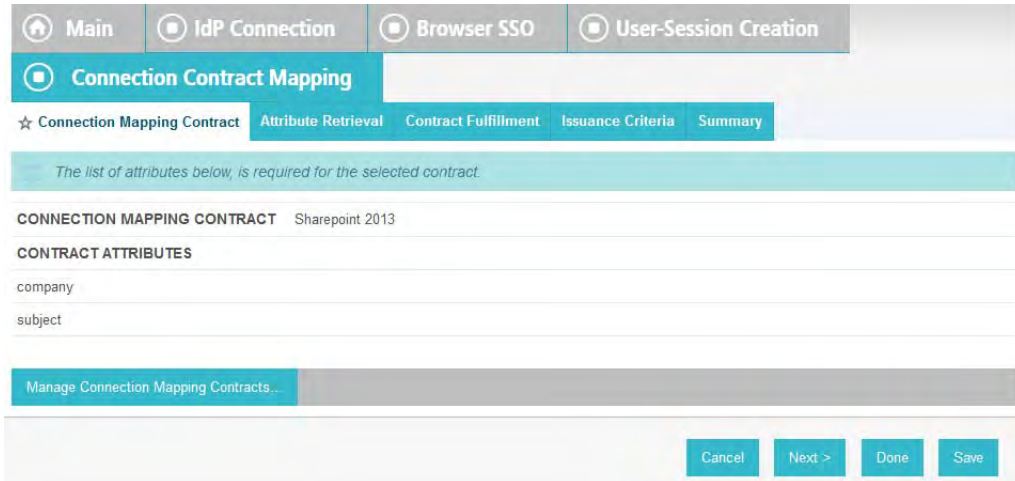 Main IdP Connection Browser SSO User-Session Creation
Connection Contract Mapping
Connection Mapping Contract Attribute Retrieval Contract Fulfillment Issuance Criteria Summary
The list of attributes below, is required for the selected contract.
CONNECTION MAPPING CONTRACT Sharepoint 2013
CONTRACT ATTRIBUTES
company
subject
Manage Connection Mapping Contracts...
Cancel Next > Done Save